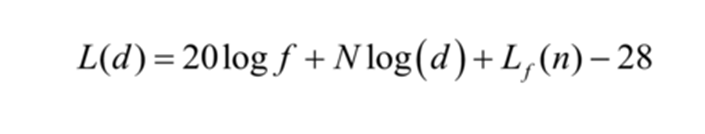 L(d) = 20 log f + N log(d) + L_f(n) − 28